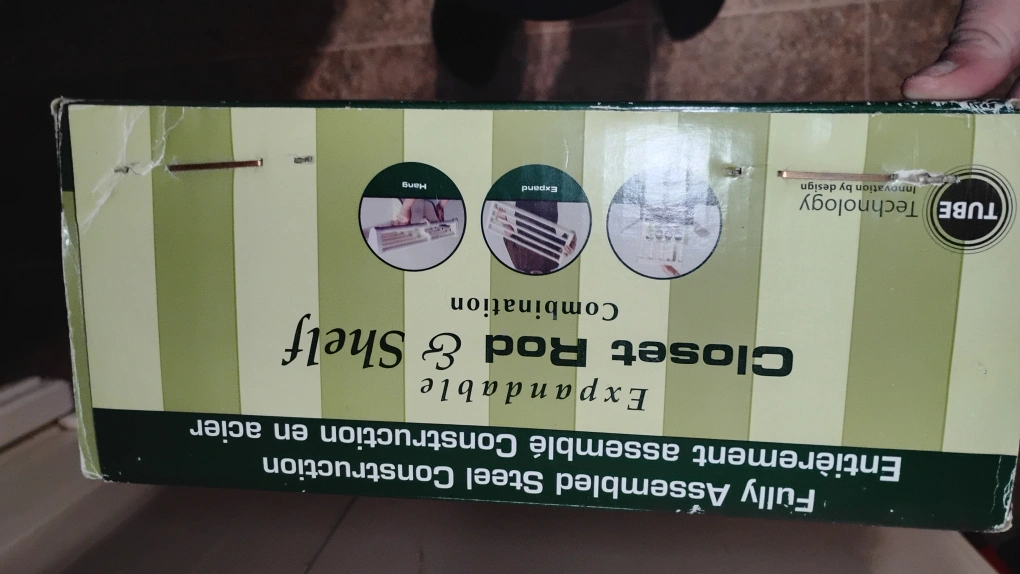 Fully Assembled Steel Construction
Entièrement assemblé Construction en acier
Expandable
Closet Rod & Shelf
Combination
Expand
Hang
TUBE
Technology
Innovation by design